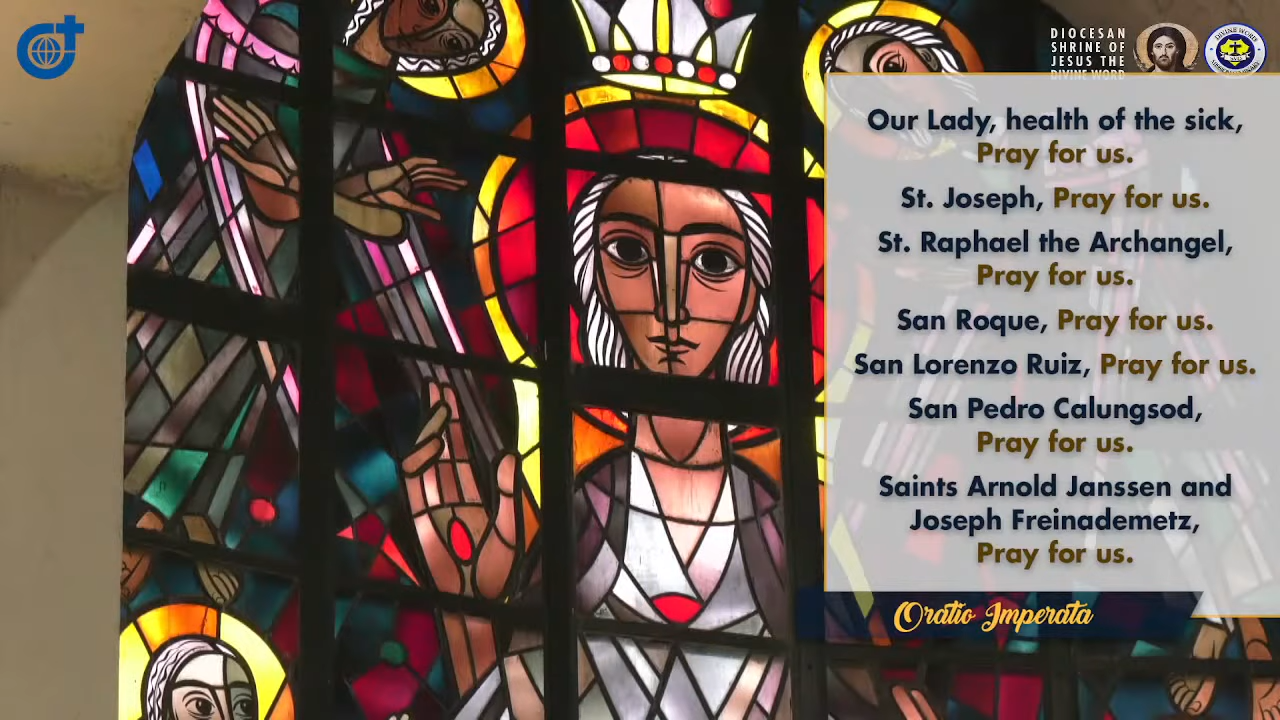 DIOCESAN
SHRINE OF
JESUS THE
DIVINE WORD
Our Lady, health of the sick,
Pray for us.
St. Joseph, Pray for us.
St. Raphael the Archangel,
Pray for us.
San Roque, Pray for us.
San Lorenzo Ruiz, Pray for us.
San Pedro Calungsod,
Pray for us.
Saints Arnold Janssen and
Joseph Freinademetz,
Pray for us.
Oratio Imperata